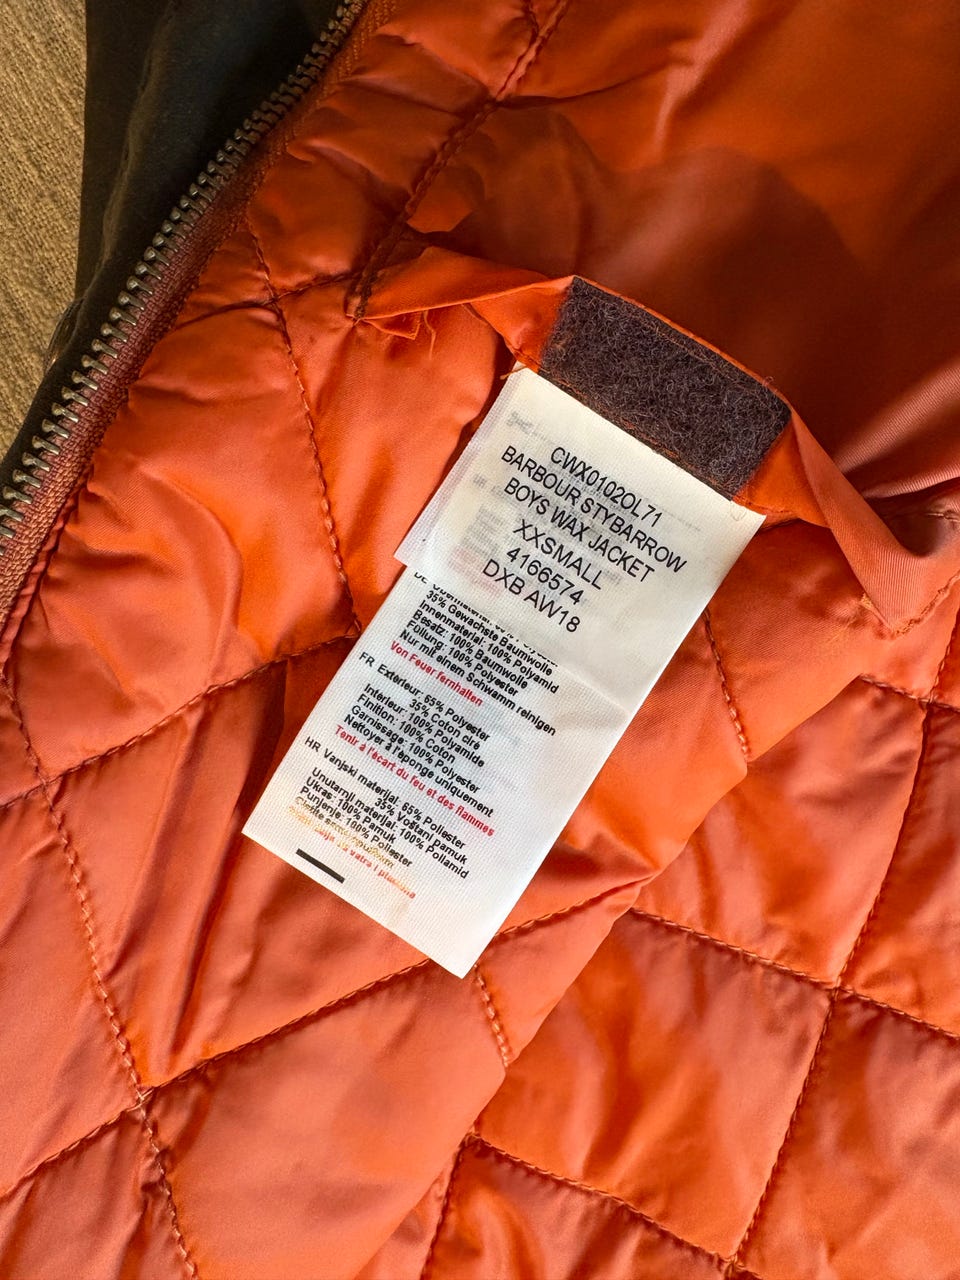 CWX0102OL71
BARBOUR STYBARROW
BOYS WAX JACKET
XXSMALL
4166574
DXB AW18
35% Gewachste Baumwolle
Innenmaterial: 100% Polyamid
Besatz: 100% Baumwolle
Füllung: 100% Polyester
Nur mit einem Schwamm reinigen
Von Feuer fernhalten
FR Extérieur: 65% Polyester
35% Coton ciré
Intérieur: 100% Polyamide
Finition: 100% Coton
Garnissage: 100% Polyester
Nettoyer à l'éponge uniquement
Tenir à l'écart du feu et des flammes
HR Vanjski materijal: 65% Poliester
35% Voštani pamuk
Unutarnji materijal: 100% Poliamid
Ukras: 100% Pamuk
Punjenje: 100% Poliester